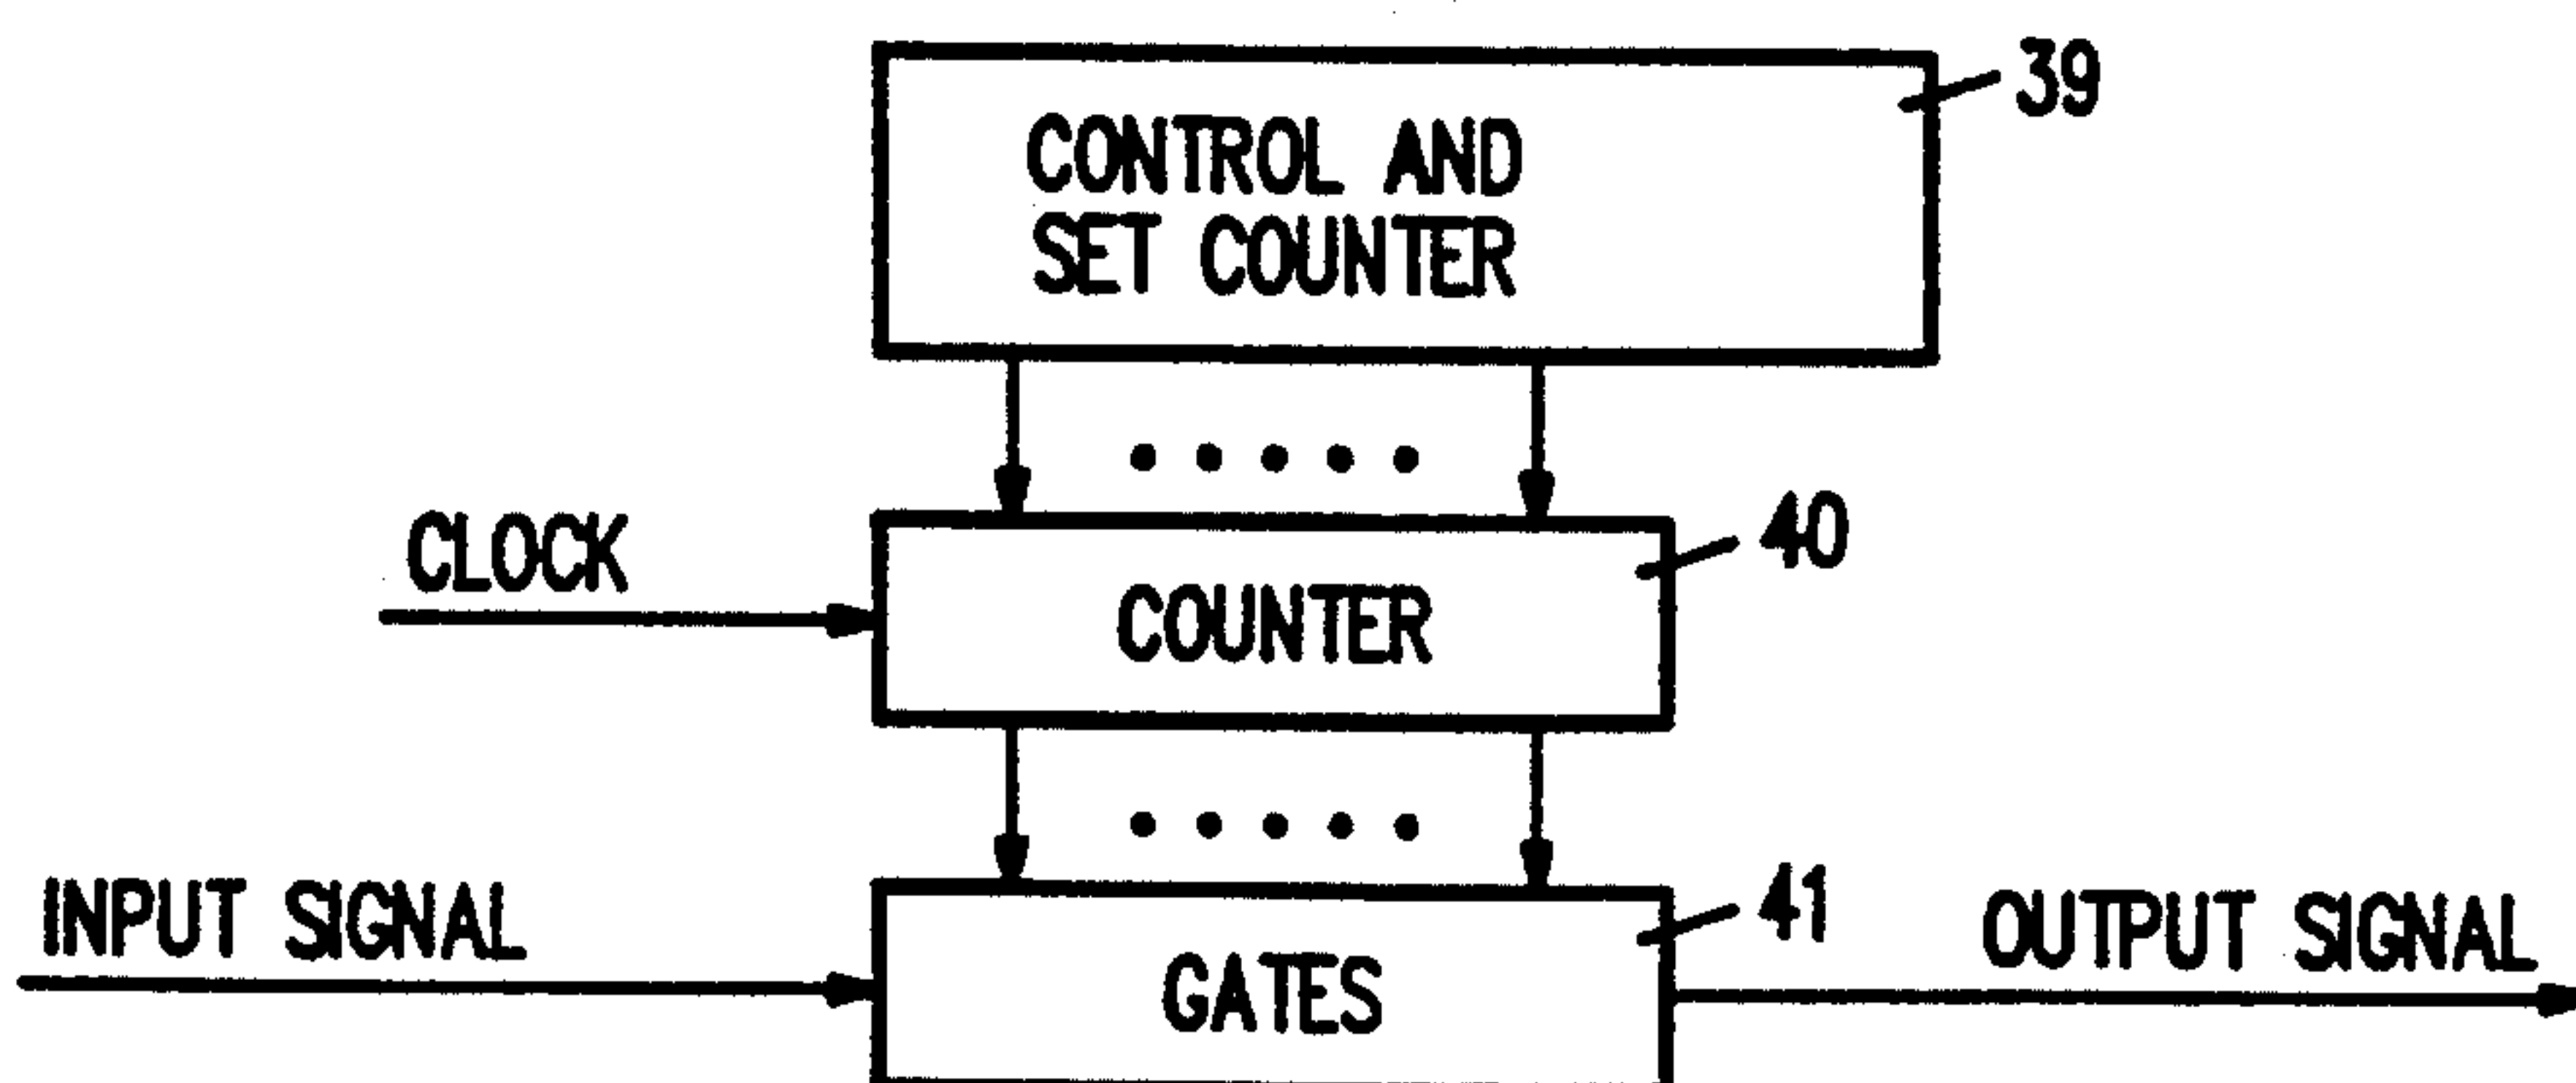 39
CONTROL AND
SET COUNTER
CLOCK
40
COUNTER
INPUT SIGNAL
41
OUTPUT SIGNAL
GATES